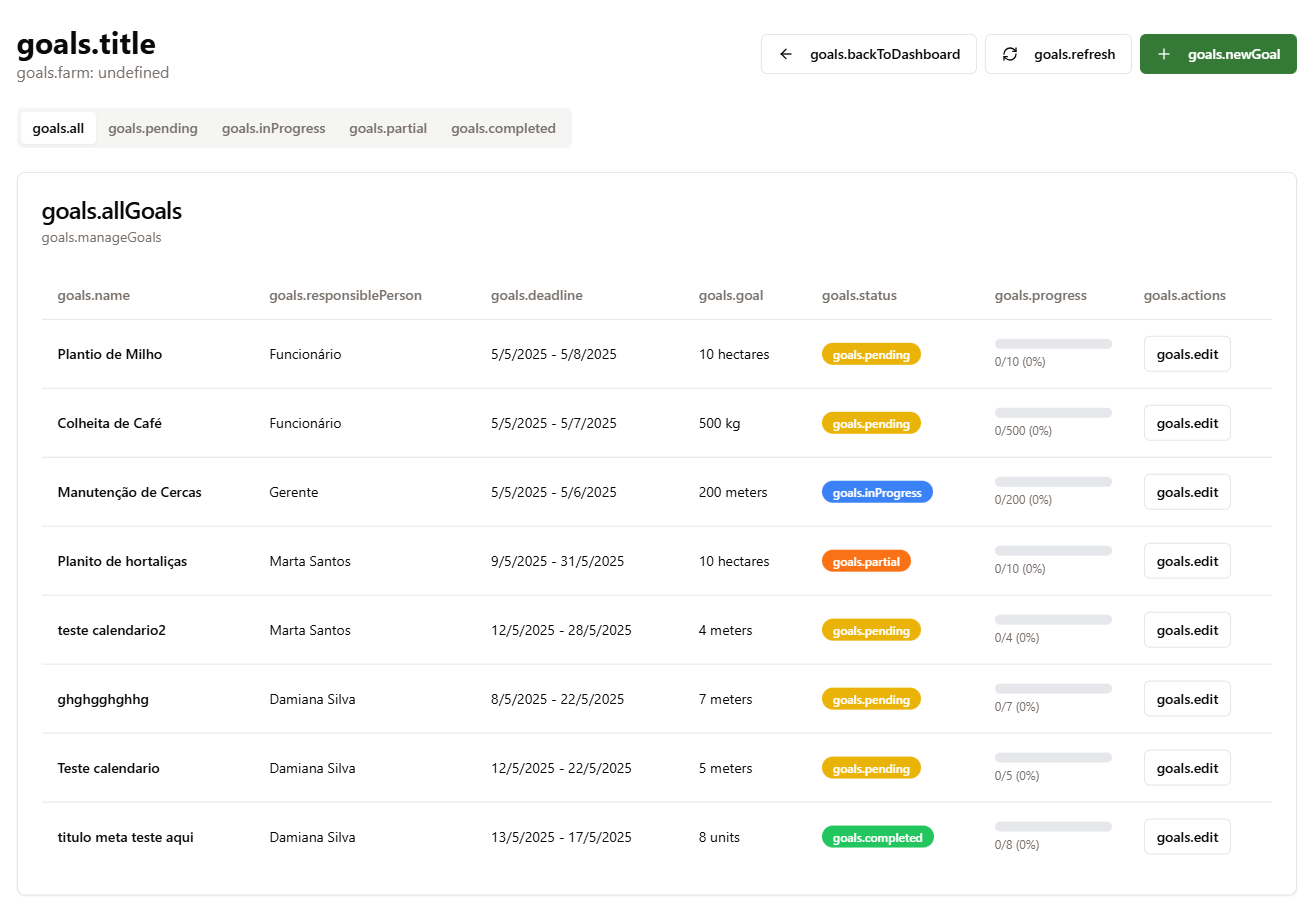 goals.title
goals.farm: undefined
goals.backToDashboard
goals.refresh
goals.newGoal
goals.all goals.pending goals.inProgress goals.partial goals.completed
goals.allGoals
goals.manageGoals
goals.name goals.responsiblePerson goals.deadline goals.goal goals.status goals.progress goals.actions
Plantio de Milho Funcionário 5/5/2025 - 5/8/2025 10 hectares goals.pending 0/10 (0%) goals.edit
Colheita de Café Funcionário 5/5/2025 - 5/7/2025 500 kg goals.pending 0/500 (0%) goals.edit
Manutenção de Cercas Gerente 5/5/2025 - 5/6/2025 200 meters goals.inProgress 0/200 (0%) goals.edit
Planito de hortaliças Marta Santos 9/5/2025 - 31/5/2025 10 hectares goals.partial 0/10 (0%) goals.edit
teste calendario2 Marta Santos 12/5/2025 - 28/5/2025 4 meters goals.pending 0/4 (0%) goals.edit
ghghgghghhg Damiana Silva 8/5/2025 - 22/5/2025 7 meters goals.pending 0/7 (0%) goals.edit
Teste calendario Damiana Silva 12/5/2025 - 22/5/2025 5 meters goals.pending 0/5 (0%) goals.edit
titulo meta teste aqui Damiana Silva 13/5/2025 - 17/5/2025 8 units goals.completed 0/8 (0%) goals.edit